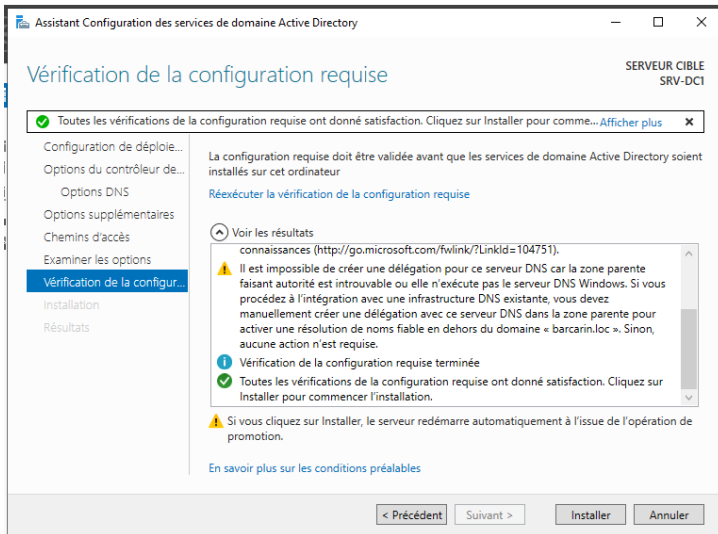 Assistant Configuration des services de domaine Active Directory
Vérification de la configuration requise
SERVEUR CIBLE
SRV-DC1
Toutes les vérifications de la configuration requise ont donné satisfaction. Cliquez sur Installer pour comme... Afficher plus
Configuration de déploie...
Options du contrôleur de...
Options DNS
Options supplémentaires
Chemins d'accès
Examiner les options
Vérification de la configur...
Installation
Résultats
La configuration requise doit être validée avant que les services de domaine Active Directory soient
installés sur cet ordinateur
Réexécuter la vérification de la configuration requise
Voir les résultats
connaissances (http://go.microsoft.com/fwlink/?LinkId=104751).
Il est impossible de créer une délégation pour ce serveur DNS car la zone parente
faisant autorité est introuvable ou elle n'exécute pas le serveur DNS Windows. Si vous
procédez à l'intégration avec une infrastructure DNS existante, vous devez
manuellement créer une délégation avec ce serveur DNS dans la zone parente pour
activer une résolution de noms fiable en dehors du domaine « barcarin.loc ». Sinon,
aucune action n'est requise.
Vérification de la configuration requise terminée
Toutes les vérifications de la configuration requise ont donné satisfaction. Cliquez sur
Installer pour commencer l'installation.
Si vous cliquez sur Installer, le serveur redémarre automatiquement à l'issue de l'opération de
promotion.
En savoir plus sur les conditions préalables
< Précédent
Suivant >
Installer
Annuler